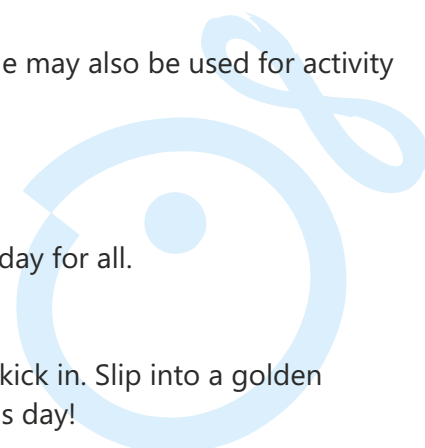 e may also be used for activity
day for all.
kick in. Slip into a golden
s day!